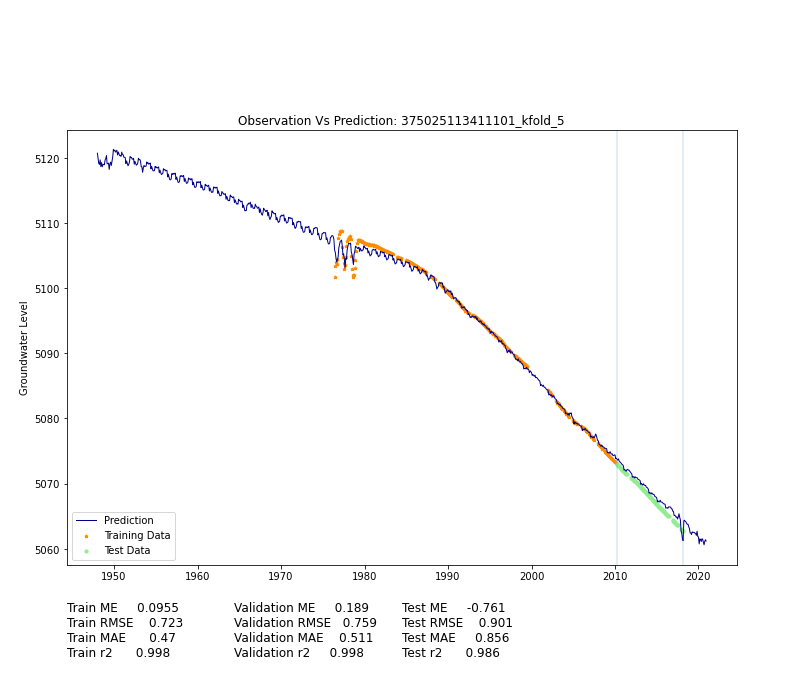 Observation Vs Prediction: 375025113411101_kfold_5
Groundwater Level
5120
5110
5100
5090
5080
5070
5060
Prediction
Training Data
Test Data
1950 1960 1970 1980 1990 2000 2010 2020
Train ME 0.0955 Validation ME 0.189 Test ME -0.761
Train RMSE 0.723 Validation RMSE 0.759 Test RMSE 0.901
Train MAE 0.47 Validation MAE 0.511 Test MAE 0.856
Train r2 0.998 Validation r2 0.998 Test r2 0.986